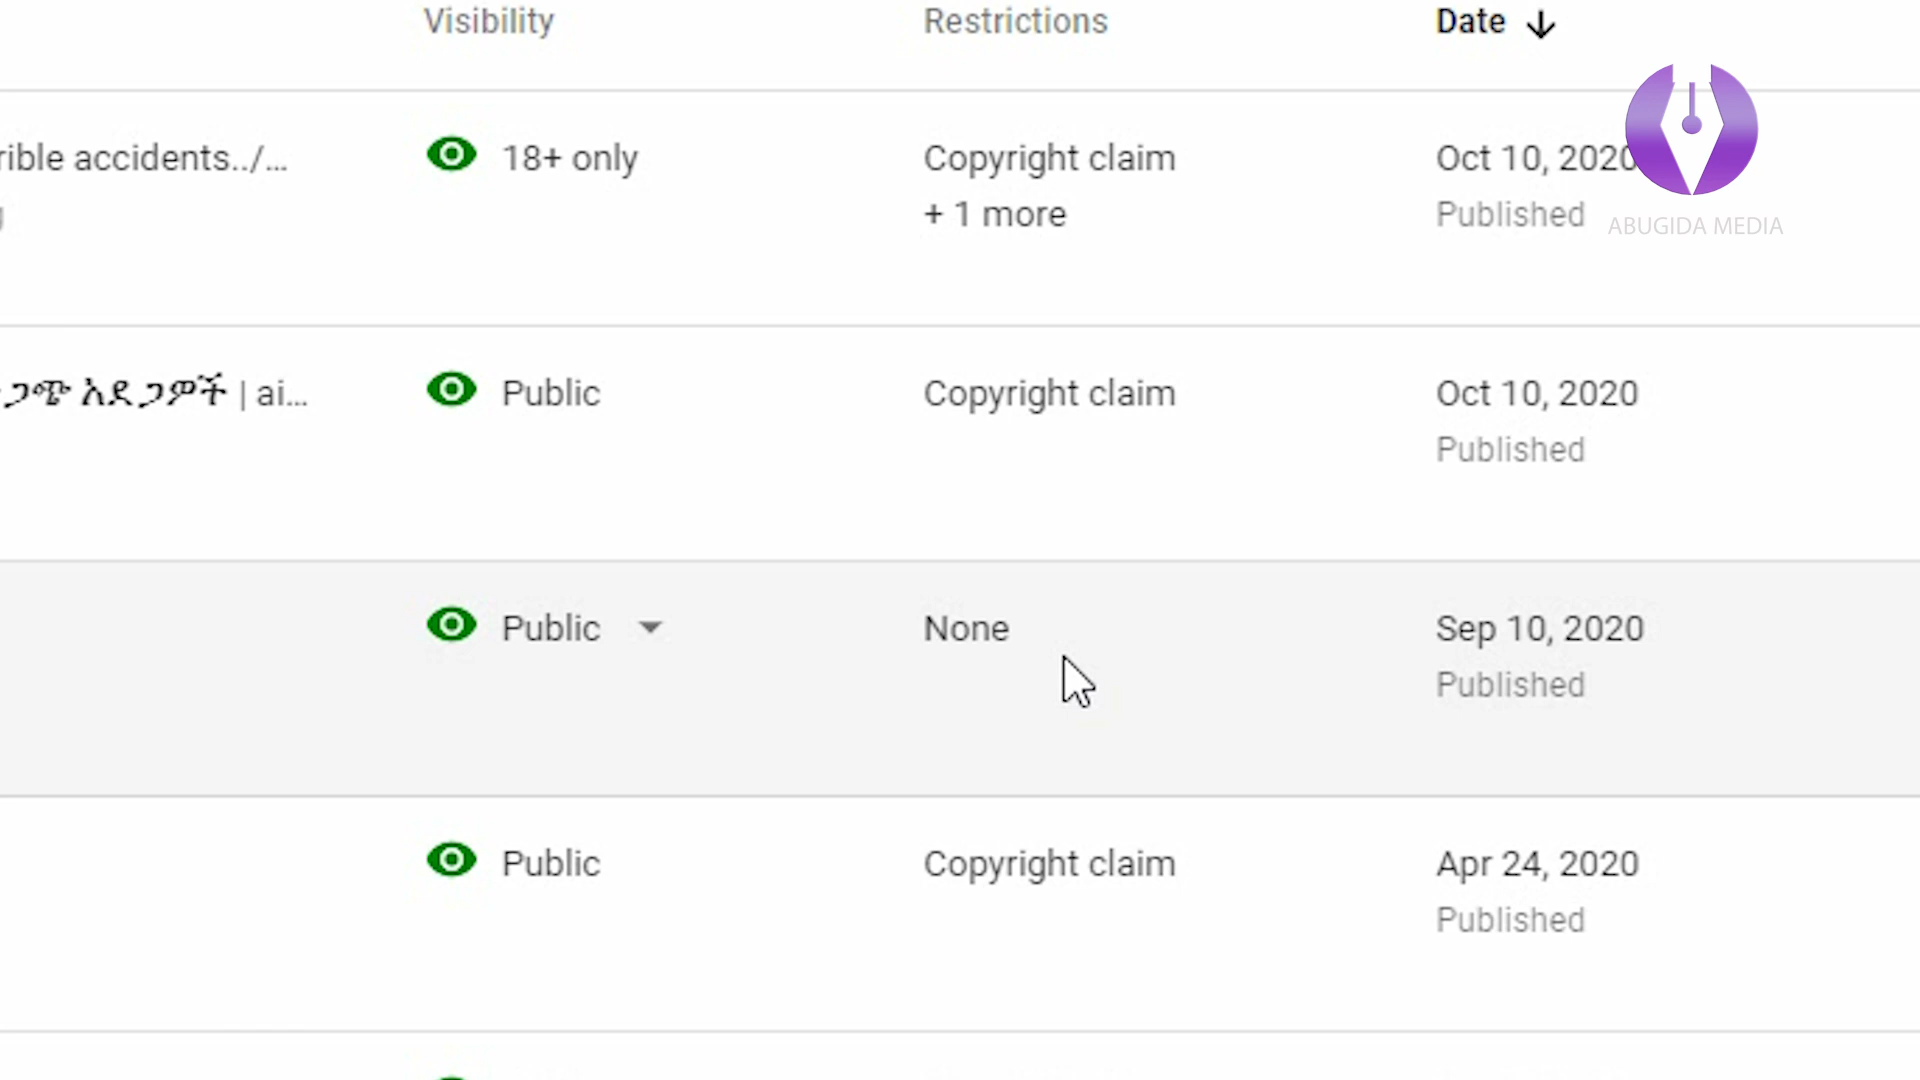 Visibility Restrictions Date
rible accidents../... 18+ only Copyright claim Oct 10, 2020
+ 1 more Published
ABUGIDA MEDIA
አደጋዎች | ai... Public Copyright claim Oct 10, 2020
Published
Public None Sep 10, 2020
Published
Public Copyright claim Apr 24, 2020
Published